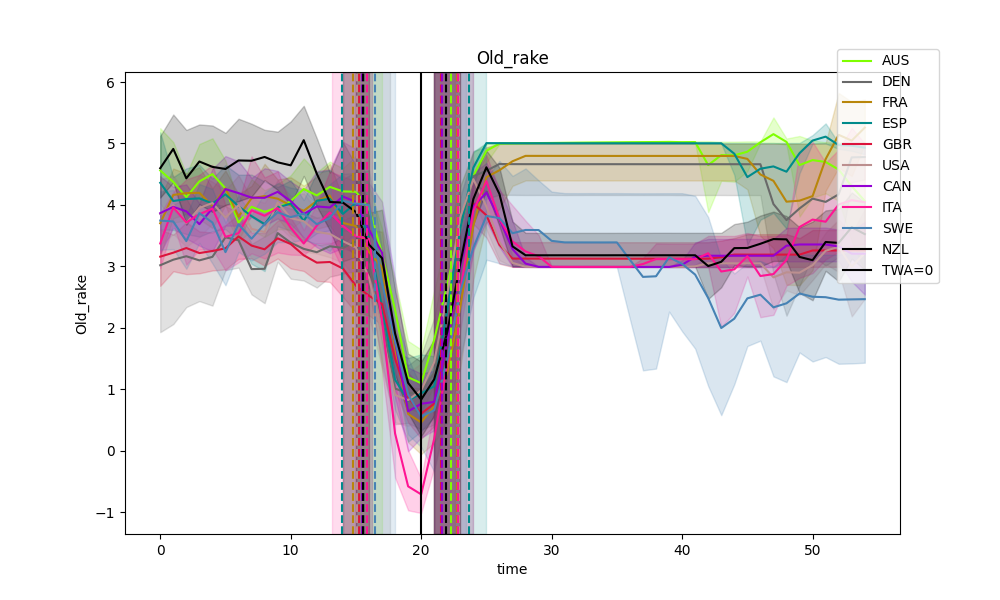 Old_rake
Old_rake
6
5
4
3
2
1
0
−1
0
10
20
30
40
50
time
AUS
DEN
FRA
ESP
GBR
USA
CAN
ITA
SWE
NZL
TWA=0